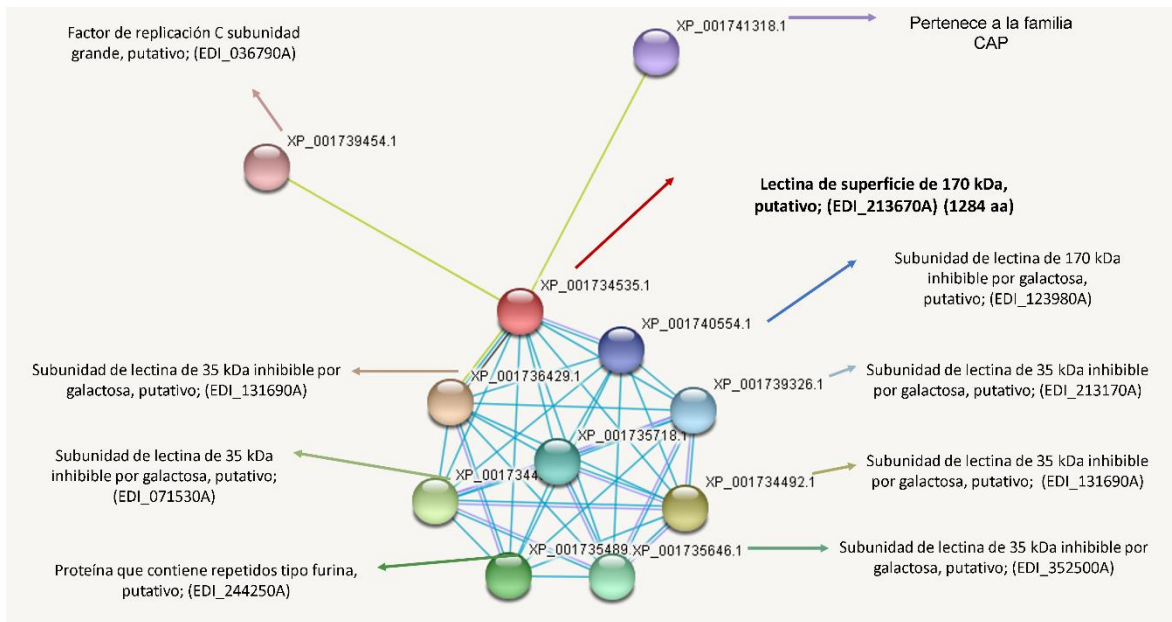 Factor de replicación C subunidad
grande, putativo; (EDI_036790A)
XP_001741318.1
Pertenece a la familia
CAP
XP_001739454.1
Lectina de superficie de 170 kDa,
putativo; (EDI_213670A) (1284 aa)
XP_001734535.1
Subunidad de lectina de 170 kDa
inhibible por galactosa,
putativo; (EDI_123980A)
XP_001740554.1
Subunidad de lectina de 35 kDa inhibible por
galactosa, putativo; (EDI_131690A)
XP_001736429.1
XP_001739326.1
Subunidad de lectina de 35 kDa inhibible
por galactosa, putativo; (EDI_213170A)
XP_001735718.1
Subunidad de lectina de 35 kDa
inhibible por galactosa, putativo;
(EDI_071530A)
XP_0017344
XP_001734492.1
Subunidad de lectina de 35 kDa inhibible
por galactosa, putativo; (EDI_131690A)
XP_001735489.
XP_001735646.1
Subunidad de lectina de 35 kDa inhibible por
galactosa, putativo; (EDI_352500A)
Proteína que contiene repetidos tipo furina,
putativo; (EDI_244250A)